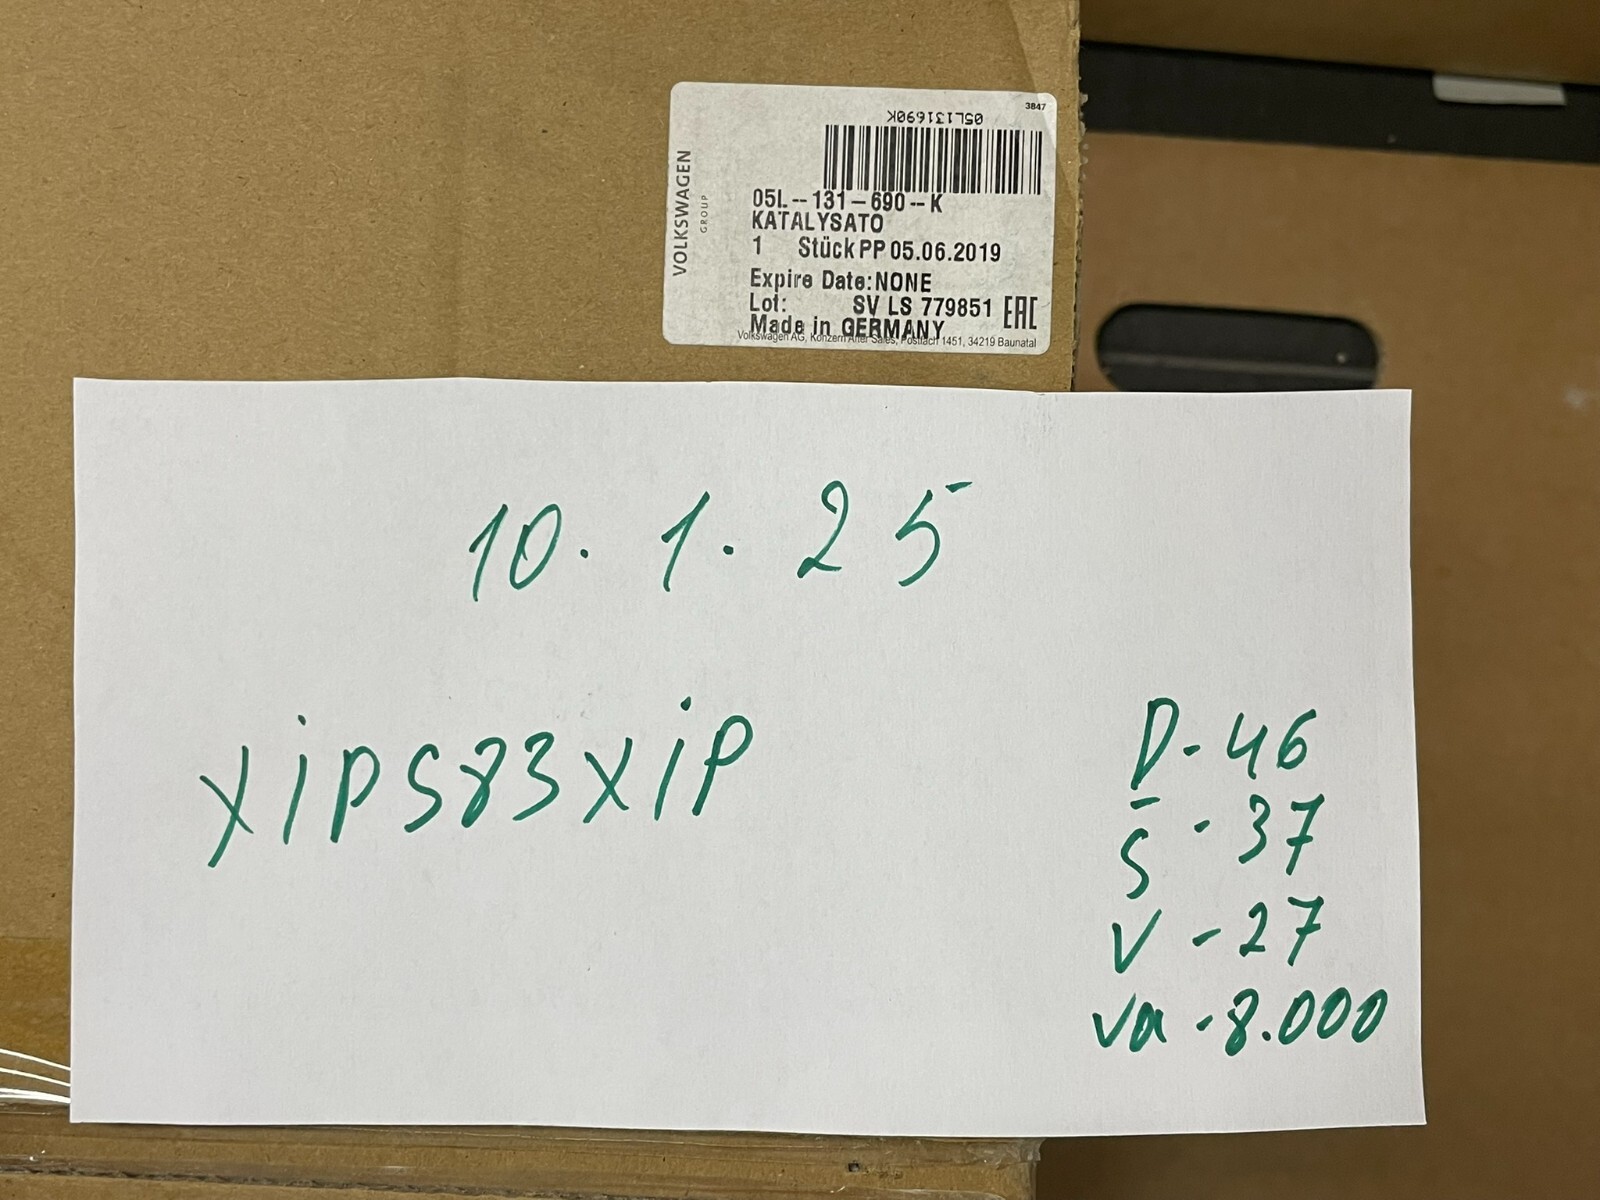 3847
05L131690K
VOLKSWAGEN
GROUP
05L--131-690--K
KATALYSATO
1 Stück PP 05.06.2019
Expire Date:NONE
Lot: SV LS 779851 EAC
Made in GERMANY
Volkswagen AG, Konzern After Sales, Postfach 1451, 34219 Baunatal
10.1.25
xips83xip
D-46
Š-37
V-27
va-8.000